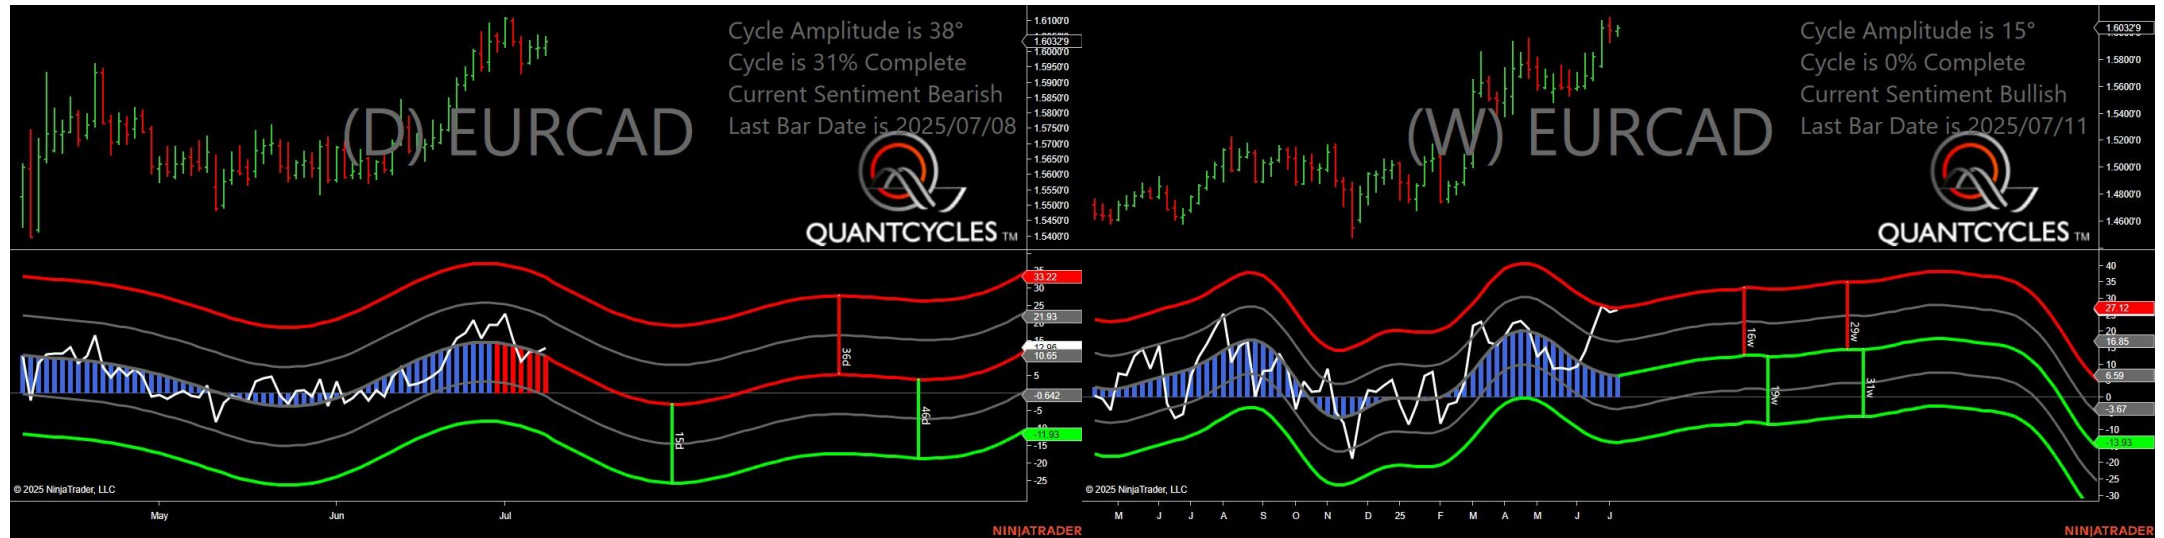 Cycle Amplitude is 38°
Cycle is 31% Complete
Current Sentiment Bearish
Last Bar Date is 2025/07/08
(D) EURCAD
QUANTCYCLES TM
1.6100'0
1.6032'9
1.6000'0
1.5950'0
1.5900'0
1.5850'0
1.5800'0
1.5750'0
1.5700'0
1.5650'0
1.5600'0
1.5550'0
1.5500'0
1.5450'0
1.5400'0
33.22
30
25
21.93
15
10.65
5
-0.642
-5
-10
-11.93
-15
-20
-25
36d
15d
46d
© 2025 NinjaTrader, LLC
May
Jun
Jul
NINJATRADER
Cycle Amplitude is 15°
Cycle is 0% Complete
Current Sentiment Bullish
Last Bar Date is 2025/07/11
(W) EURCAD
QUANTCYCLES TM
1.6032'9
1.5800'0
1.5600'0
1.5400'0
1.5200'0
1.5000'0
1.4800'0
1.4600'0
40
35
30
27.12
20
16.85
10
6.59
0
-3.67
-10
-13.93
-20
-25
-30
16w
29w
19w
31w
© 2025 NinjaTrader, LLC
M
J
J
A
S
O
N
D
25
F
M
A
M
J
J
NINJATRADER